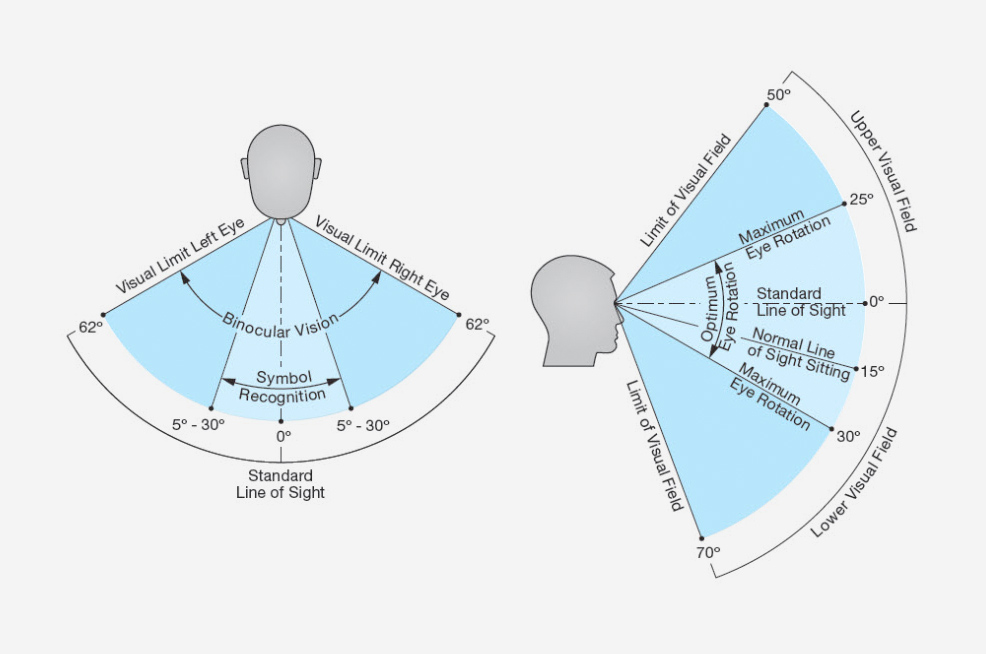 Visual Limit Left Eye
Visual Limit Right Eye
62º
62º
Binocular Vision
Symbol
Recognition
5º - 30º
0º
5º - 30º
Standard
Line of Sight
50º
Limit of Visual Field
Upper Visual Field
25º
Maximum
Eye Rotation
Optimum
Eye Rotation
Standard
Line of Sight
0º
Normal Line
of Sight Sitting
15º
Maximum
Eye Rotation
30º
Limit of Visual Field
Lower Visual Field
70º